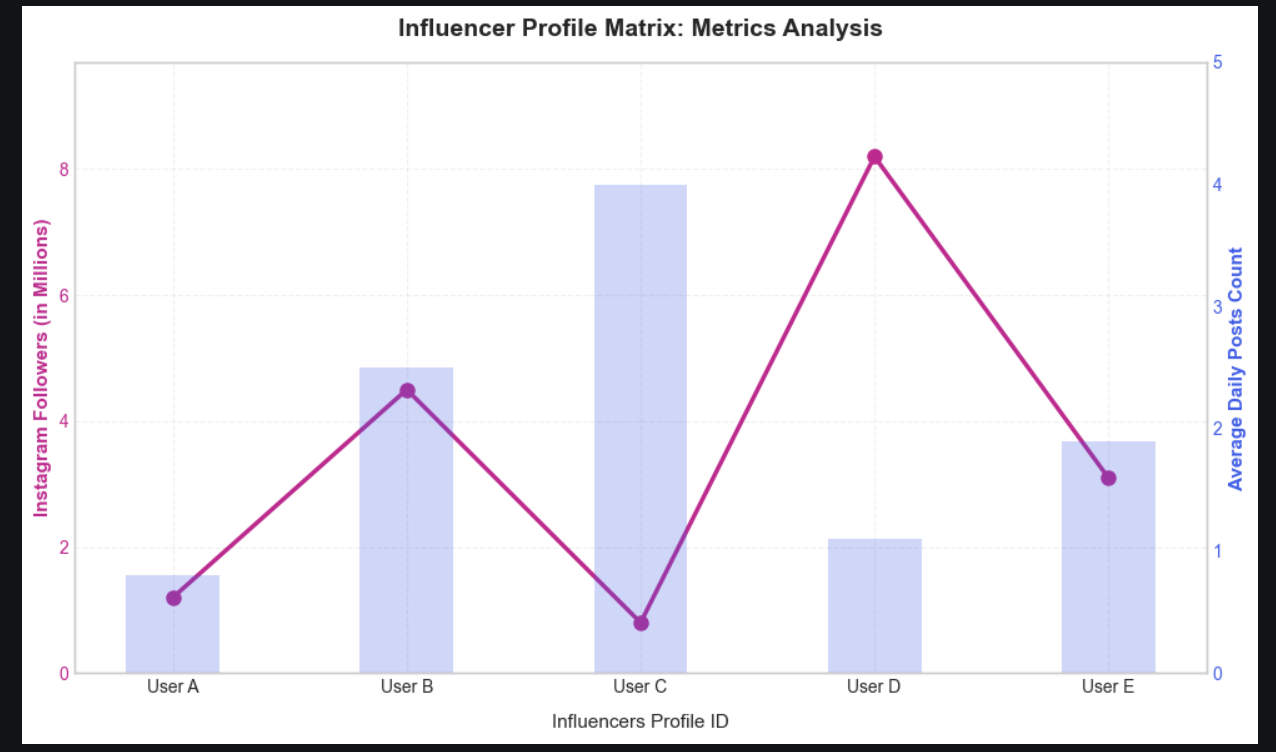 Influencer Profile Matrix: Metrics Analysis
Instagram Followers (in Millions)
8
6
4
2
0
5
4
3
2
1
0
Average Daily Posts Count
User A
User B
User C
User D
User E
Influencers Profile ID